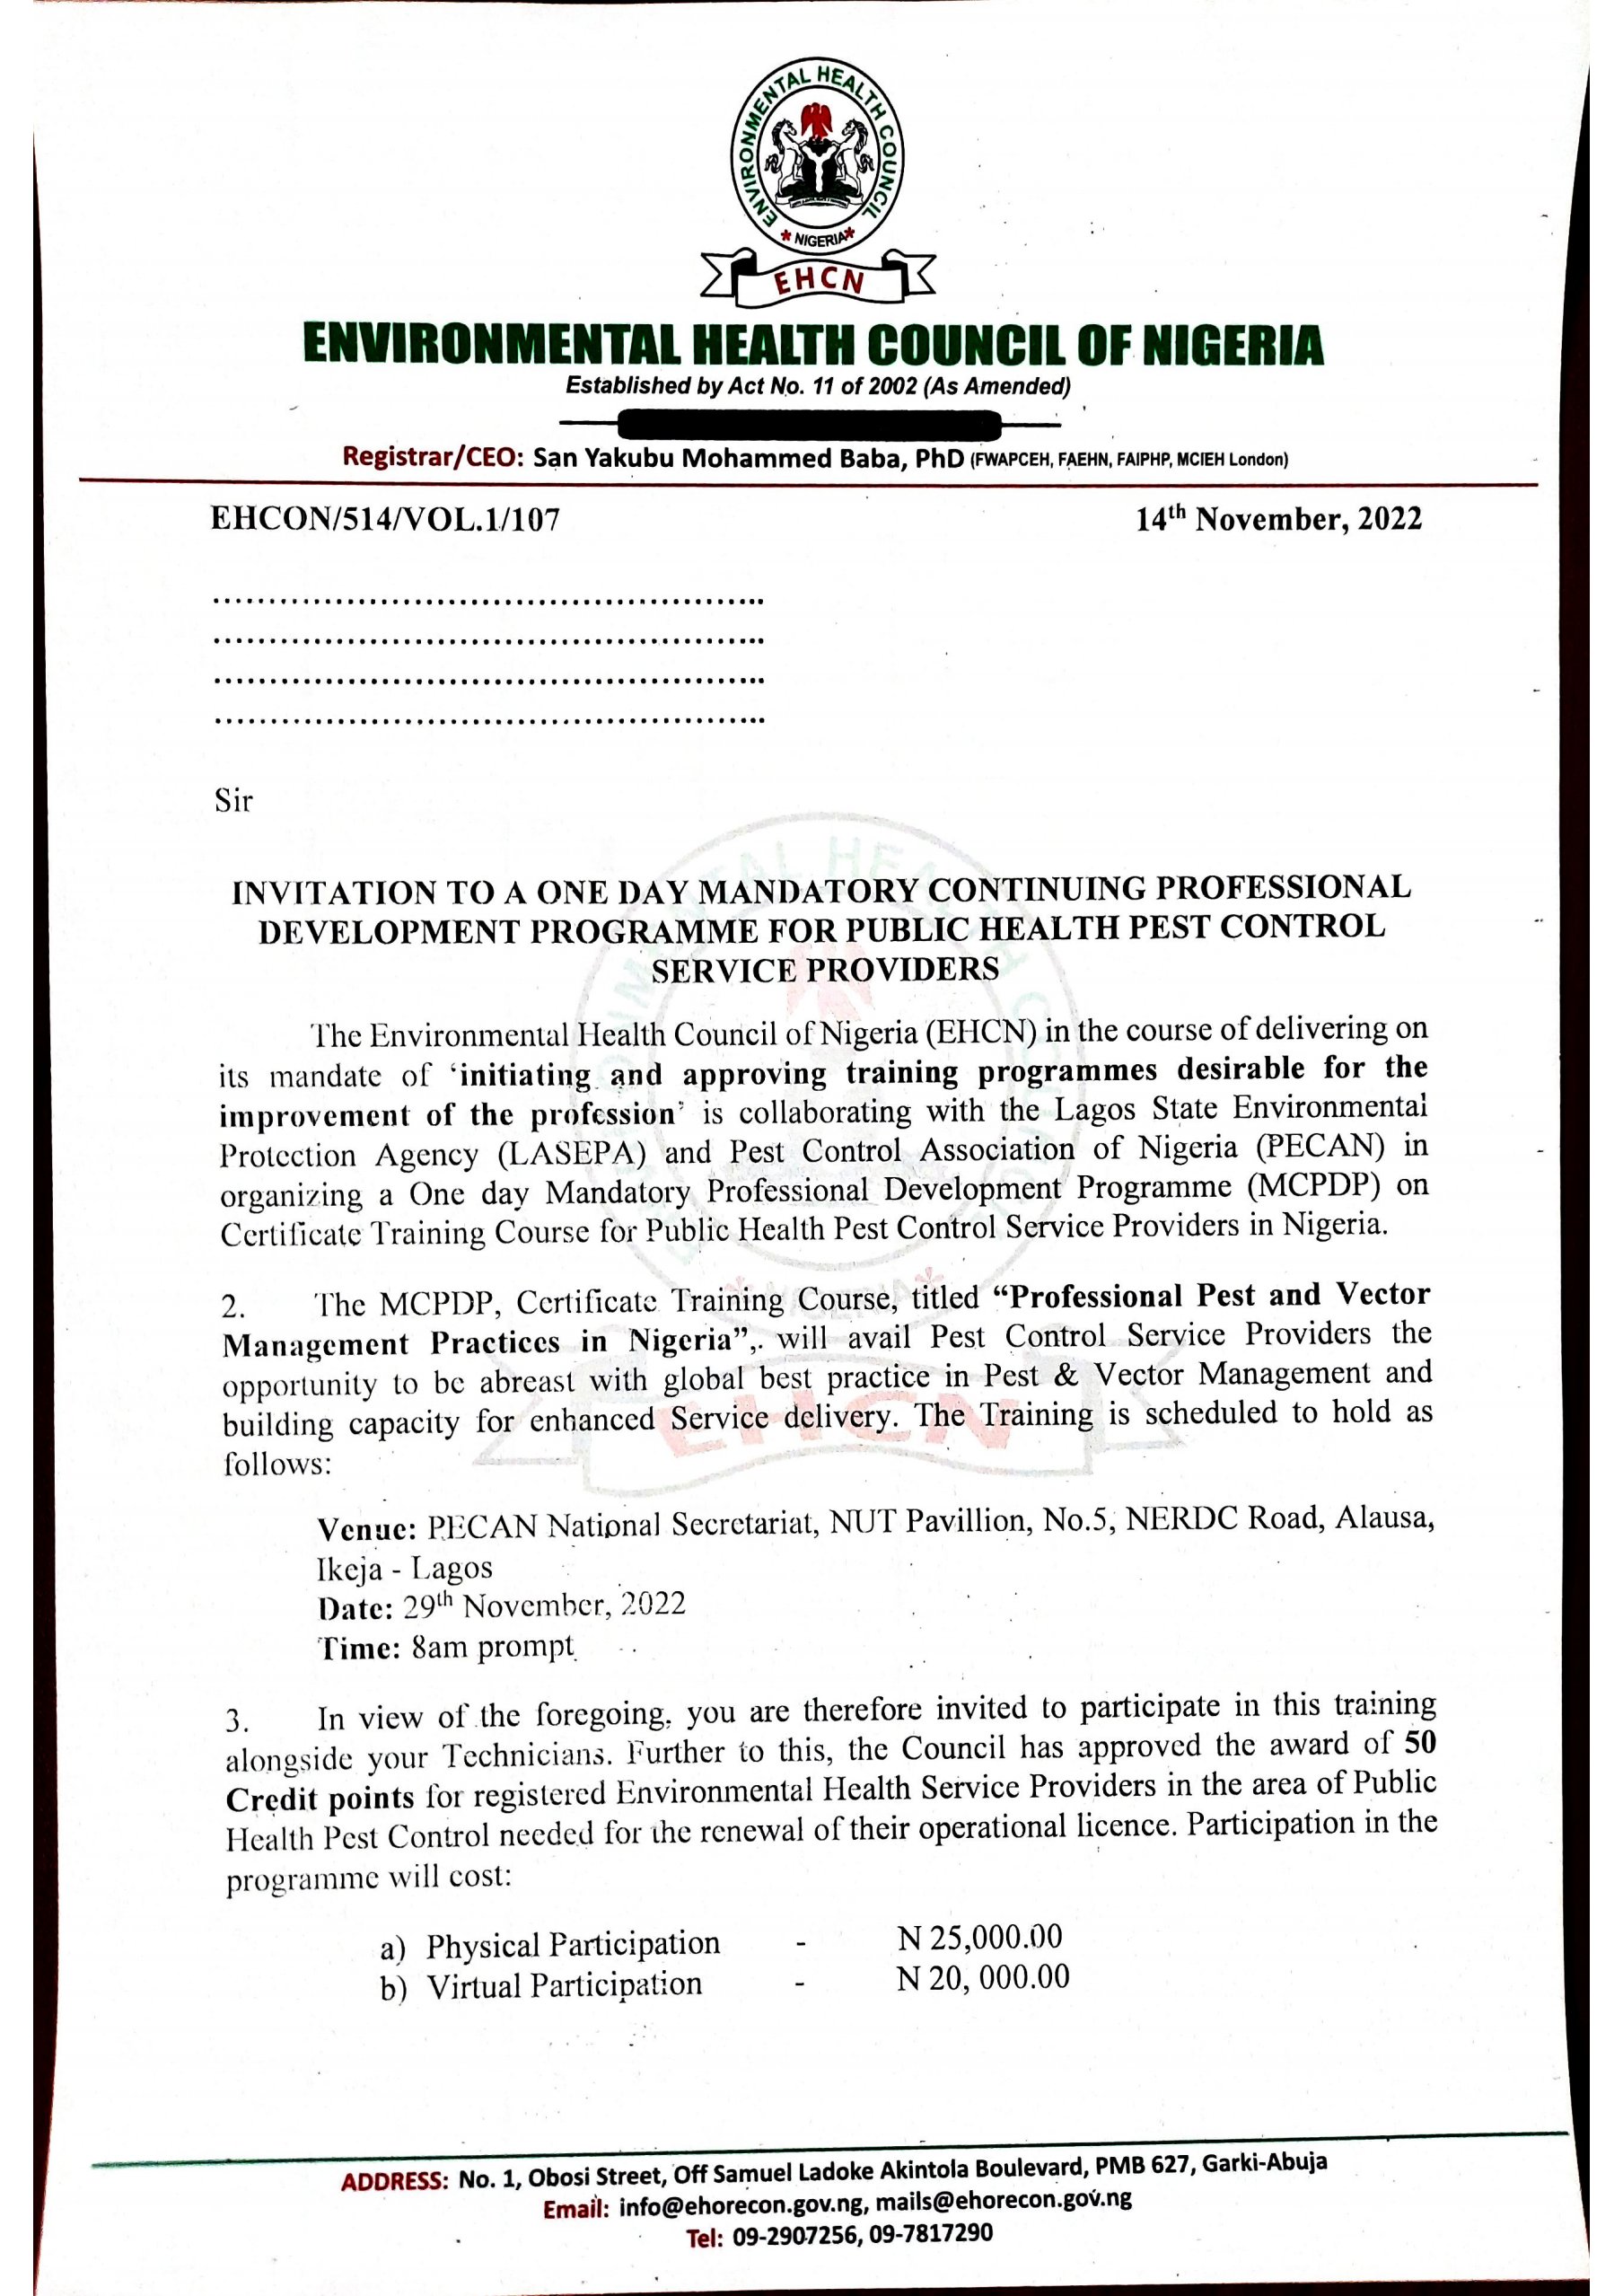 ENVIRONMENTAL HEALTH COUNCIL
* NIGERIA *
EHCN
ENVIRONMENTAL HEALTH COUNCIL OF NIGERIA
Established by Act No. 11 of 2002 (As Amended)
Registrar/CEO: San Yakubu Mohammed Baba, PhD (FWAPCEH, FAEHN, FAIPHP, MCIEH London)
EHCON/514/VOL.1/107 14th November, 2022
Sir
INVITATION TO A ONE DAY MANDATORY CONTINUING PROFESSIONAL
DEVELOPMENT PROGRAMME FOR PUBLIC HEALTH PEST CONTROL
SERVICE PROVIDERS
The Environmental Health Council of Nigeria (EHCN) in the course of delivering on
its mandate of ‘initiating and approving training programmes desirable for the
improvement of the profession’ is collaborating with the Lagos State Environmental
Protection Agency (LASEPA) and Pest Control Association of Nigeria (PECAN) in
organizing a One day Mandatory Professional Development Programme (MCPDP) on
Certificate Training Course for Public Health Pest Control Service Providers in Nigeria.
2. The MCPDP, Certificate Training Course, titled “Professional Pest and Vector
Management Practices in Nigeria”,. will avail Pest Control Service Providers the
opportunity to be abreast with global best practice in Pest & Vector Management and
building capacity for enhanced Service delivery. The Training is scheduled to hold as
follows:
Venue: PECAN National Secretariat, NUT Pavillion, No.5, NERDC Road, Alausa,
Ikeja - Lagos
Date: 29th November, 2022
Time: 8am prompt
3. In view of the foregoing, you are therefore invited to participate in this training
alongside your Technicians. Further to this, the Council has approved the award of 50
Credit points for registered Environmental Health Service Providers in the area of Public
Health Pest Control needed for the renewal of their operational licence. Participation in the
programme will cost:
a) Physical Participation - N 25,000.00
b) Virtual Participation - N 20, 000.00
ADDRESS: No. 1, Obosi Street, Off Samuel Ladoke Akintola Boulevard, PMB 627, Garki-Abuja
Email: info@ehorecon.gov.ng, mails@ehorecon.gov.ng
Tel: 09-2907256, 09-7817290